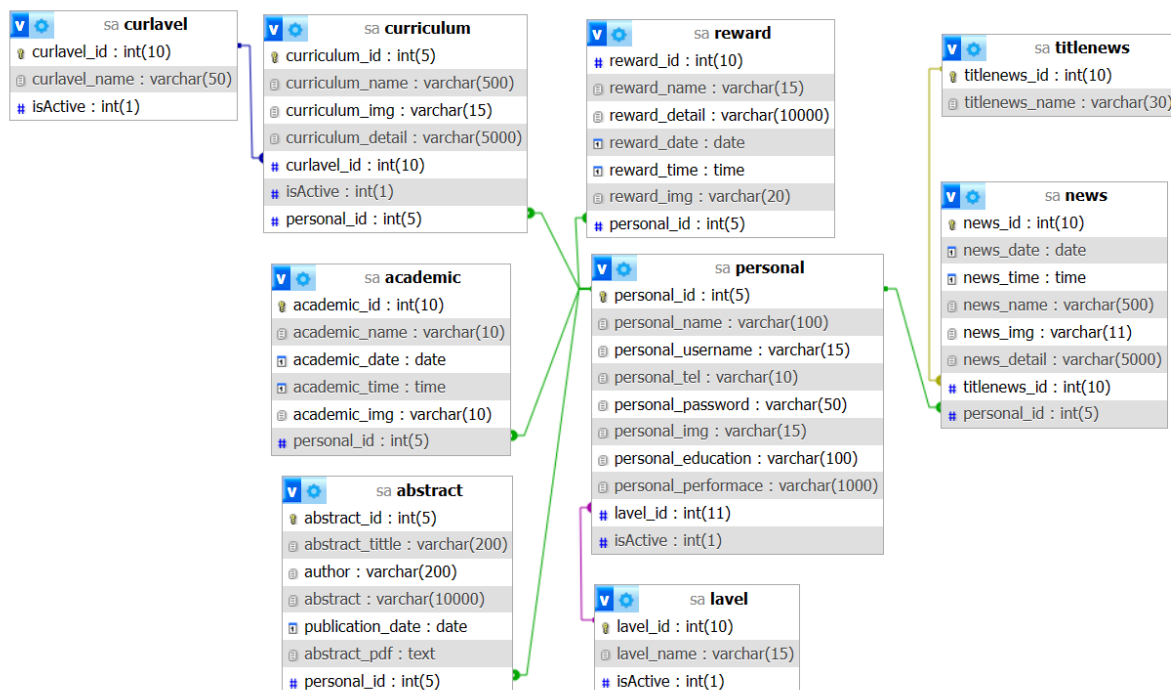 sa curlavel
curlavel_id : int(10)
curlavel_name : varchar(50)
isActive : int(1)
sa curriculum
curriculum_id : int(5)
curriculum_name : varchar(500)
curriculum_img : varchar(15)
curriculum_detail : varchar(5000)
curlavel_id : int(10)
isActive : int(1)
personal_id : int(5)
sa reward
reward_id : int(10)
reward_name : varchar(15)
reward_detail : varchar(10000)
reward_date : date
reward_time : time
reward_img : varchar(20)
personal_id : int(5)
sa titlenews
titlenews_id : int(10)
titlenews_name : varchar(30)
sa news
news_id : int(10)
news_date : date
news_time : time
news_name : varchar(500)
news_img : varchar(11)
news_detail : varchar(5000)
titlenews_id : int(10)
personal_id : int(5)
sa academic
academic_id : int(10)
academic_name : varchar(10)
academic_date : date
academic_time : time
academic_img : varchar(10)
personal_id : int(5)
sa personal
personal_id : int(5)
personal_name : varchar(100)
personal_username : varchar(15)
personal_tel : varchar(10)
personal_password : varchar(50)
personal_img : varchar(15)
personal_education : varchar(100)
personal_performace : varchar(1000)
lavel_id : int(11)
isActive : int(1)
sa abstract
abstract_id : int(5)
abstract_tittle : varchar(200)
author : varchar(200)
abstract : varchar(10000)
publication_date : date
abstract_pdf : text
personal_id : int(5)
sa lavel
lavel_id : int(10)
lavel_name : varchar(15)
isActive : int(1)